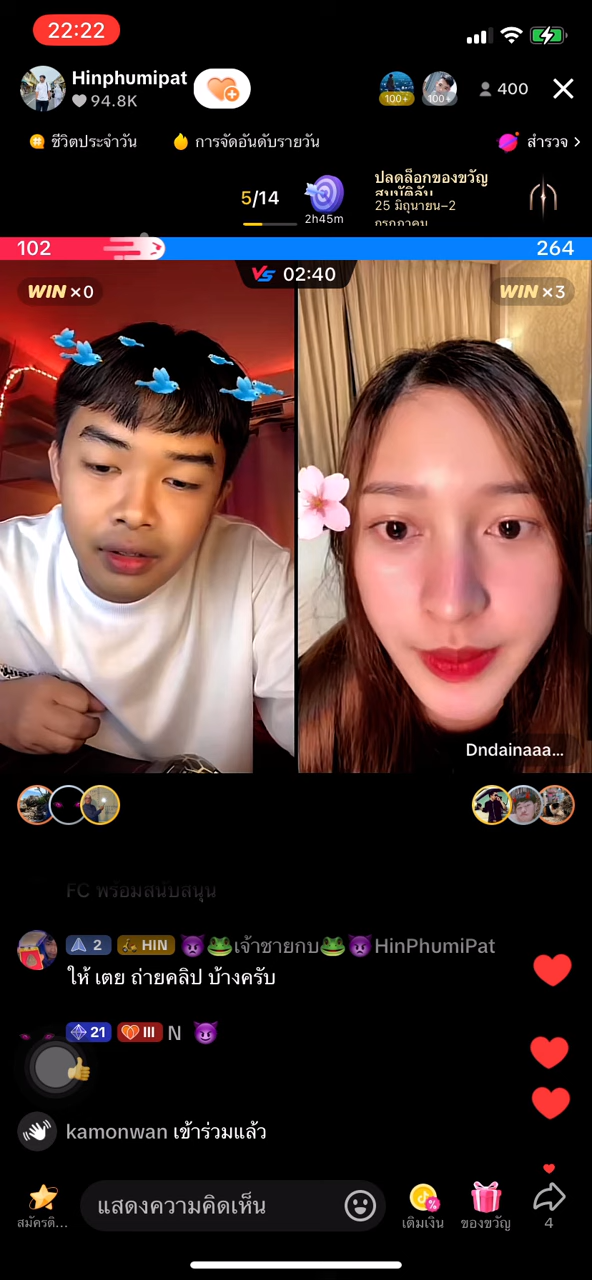 22:22
Hinphumipat
94.8K
100+
100+
400
ชีวิตประจำวัน
การจัดอันดับรายวัน
สำรวจ >
5/14
2h45m
ปลดล็อกของขวัญ
25 มิถุนายน–2
102
264
VS 02:40
WIN ×0
WIN ×3
Dndainaaa...
FC พร้อมสนับสนุน
2 HIN 👿🐸เจ้าชายกบ🐸👿HinPhumiPat
ให้ เตย ถ่ายคลิป บ้างครับ
21 III N 😈
👍
kamonwan เข้าร่วมแล้ว
สมัครติ...
แสดงความคิดเห็น
เติมเงิน
ของขวัญ
4